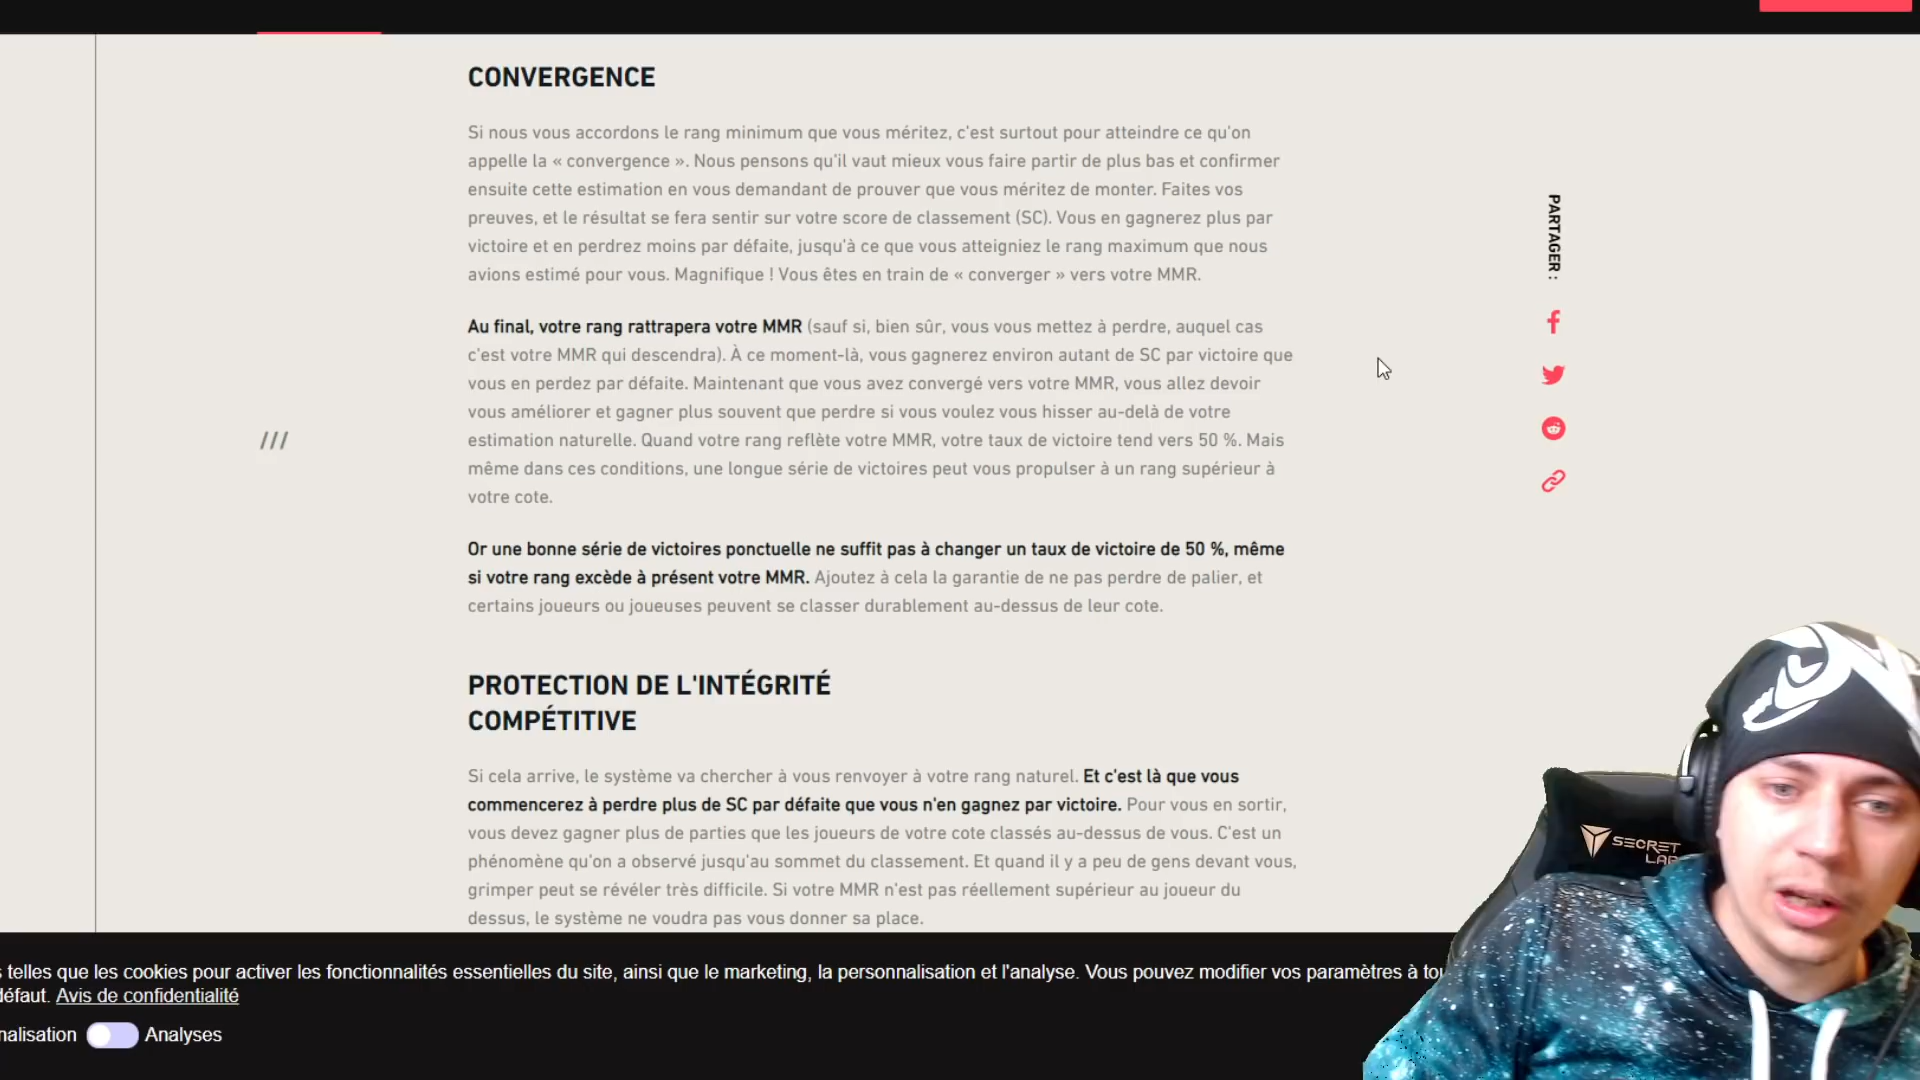 CONVERGENCE
Si nous vous accordons le rang minimum que vous méritez, c'est surtout pour atteindre ce qu'on
appelle la « convergence ». Nous pensons qu'il vaut mieux vous faire partir de plus bas et confirmer
ensuite cette estimation en vous demandant de prouver que vous méritez de monter. Faites vos
preuves, et le résultat se fera sentir sur votre score de classement (SC). Vous en gagnerez plus par
victoire et en perdrez moins par défaite, jusqu'à ce que vous atteigniez le rang maximum que nous
avions estimé pour vous. Magnifique ! Vous êtes en train de « converger » vers votre MMR.
Au final, votre rang rattrapera votre MMR (sauf si, bien sûr, vous vous mettez à perdre, auquel cas
c'est votre MMR qui descendra). À ce moment-là, vous gagnerez environ autant de SC par victoire que
vous en perdez par défaite. Maintenant que vous avez convergé vers votre MMR, vous allez devoir
vous améliorer et gagner plus souvent que perdre si vous voulez vous hisser au-delà de votre
estimation naturelle. Quand votre rang reflète votre MMR, votre taux de victoire tend vers 50 %. Mais
même dans ces conditions, une longue série de victoires peut vous propulser à un rang supérieur à
votre cote.
Or une bonne série de victoires ponctuelle ne suffit pas à changer un taux de victoire de 50 %, même
si votre rang excède à présent votre MMR. Ajoutez à cela la garantie de ne pas perdre de palier, et
certains joueurs ou joueuses peuvent se classer durablement au-dessus de leur cote.
PROTECTION DE L'INTÉGRITÉ
COMPÉTITIVE
Si cela arrive, le système va chercher à vous renvoyer à votre rang naturel. Et c'est là que vous
commencerez à perdre plus de SC par défaite que vous n'en gagnez par victoire. Pour vous en sortir,
vous devez gagner plus de parties que les joueurs de votre cote classés au-dessus de vous. C'est un
phénomène qu'on a observé jusqu'au sommet du classement. Et quand il y a peu de gens devant vous,
grimper peut se révéler très difficile. Si votre MMR n'est pas réellement supérieur au joueur du
dessus, le système ne voudra pas vous donner sa place.
///
PARTAGER :
SECRET
LAB
s telles que les cookies pour activer les fonctionnalités essentielles du site, ainsi que le marketing, la personnalisation et l'analyse. Vous pouvez modifier vos paramètres à tou
défaut. Avis de confidentialité
nalisation Analyses